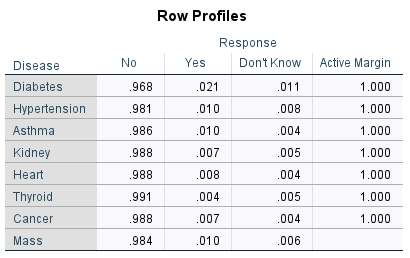 Row Profiles
Response
Disease No Yes Don't Know Active Margin
Diabetes .968 .021 .011 1.000
Hypertension .981 .010 .008 1.000
Asthma .986 .010 .004 1.000
Kidney .988 .007 .005 1.000
Heart .988 .008 .004 1.000
Thyroid .991 .004 .005 1.000
Cancer .988 .007 .004 1.000
Mass .984 .010 .006